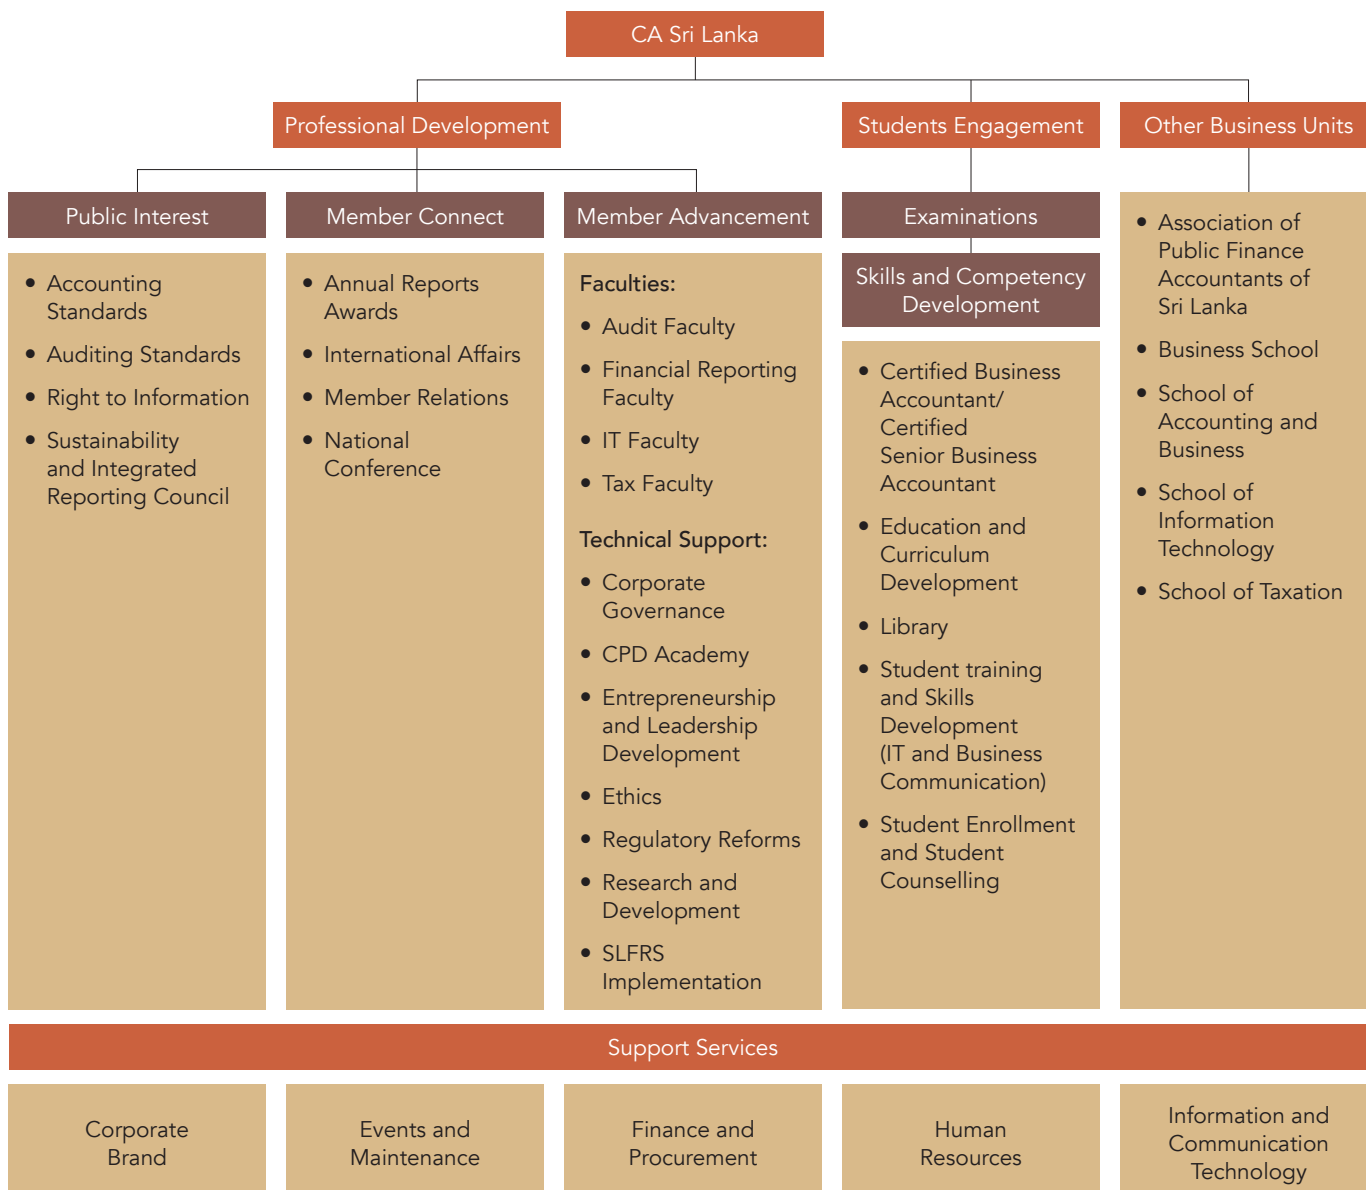 CA Sri Lanka
Professional Development
Students Engagement
Other Business Units
Public Interest
Member Connect
Member Advancement
Examinations
Skills and Competency
Development
• Accounting
Standards
• Auditing Standards
• Right to Information
• Sustainability
and Integrated
Reporting Council
• Annual Reports
Awards
• International Affairs
• Member Relations
• National
Conference
Faculties:
• Audit Faculty
• Financial Reporting
Faculty
• IT Faculty
• Tax Faculty
Technical Support:
• Corporate
Governance
• CPD Academy
• Entrepreneurship
and Leadership
Development
• Ethics
• Regulatory Reforms
• Research and
Development
• SLFRS
Implementation
• Certified Business
Accountant/
Certified
Senior Business
Accountant
• Education and
Curriculum
Development
• Library
• Student training
and Skills
Development
(IT and Business
Communication)
• Student Enrollment
and Student
Counselling
• Association of
Public Finance
Accountants of
Sri Lanka
• Business School
• School of
Accounting and
Business
• School of
Information
Technology
• School of Taxation
Support Services
Corporate
Brand
Events and
Maintenance
Finance and
Procurement
Human
Resources
Information and
Communication
Technology